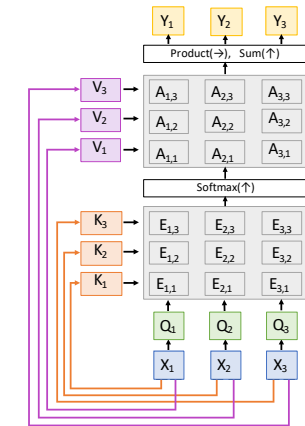 Y1 Y2 Y3
Product(→), Sum(↑)
V3 A1,3 A2,3 A3,3
V2 A1,2 A2,2 A3,2
V1 A1,1 A2,1 A3,1
Softmax(↑)
K3 E1,3 E2,3 E3,3
K2 E1,2 E2,2 E3,2
K1 E1,1 E2,1 E3,1
Q1 Q2 Q3
X1 X2 X3